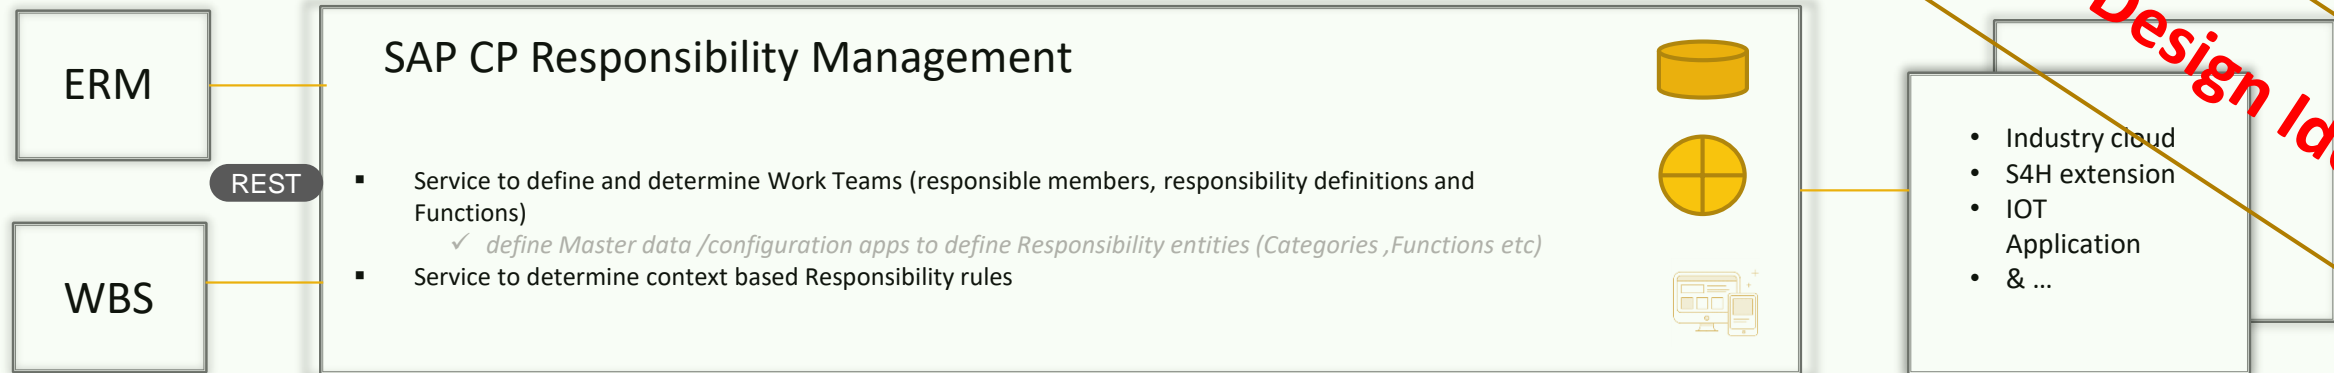 ERM
SAP CP Responsibility Management
REST
▪ Service to define and determine Work Teams (responsible members, responsibility definitions and
Functions)
✓ define Master data /configuration apps to define Responsibility entities (Categories ,Functions etc)
▪ Service to determine context based Responsibility rules
WBS
• Industry cloud
• S4H extension
• IOT
Application
• & ...
Design